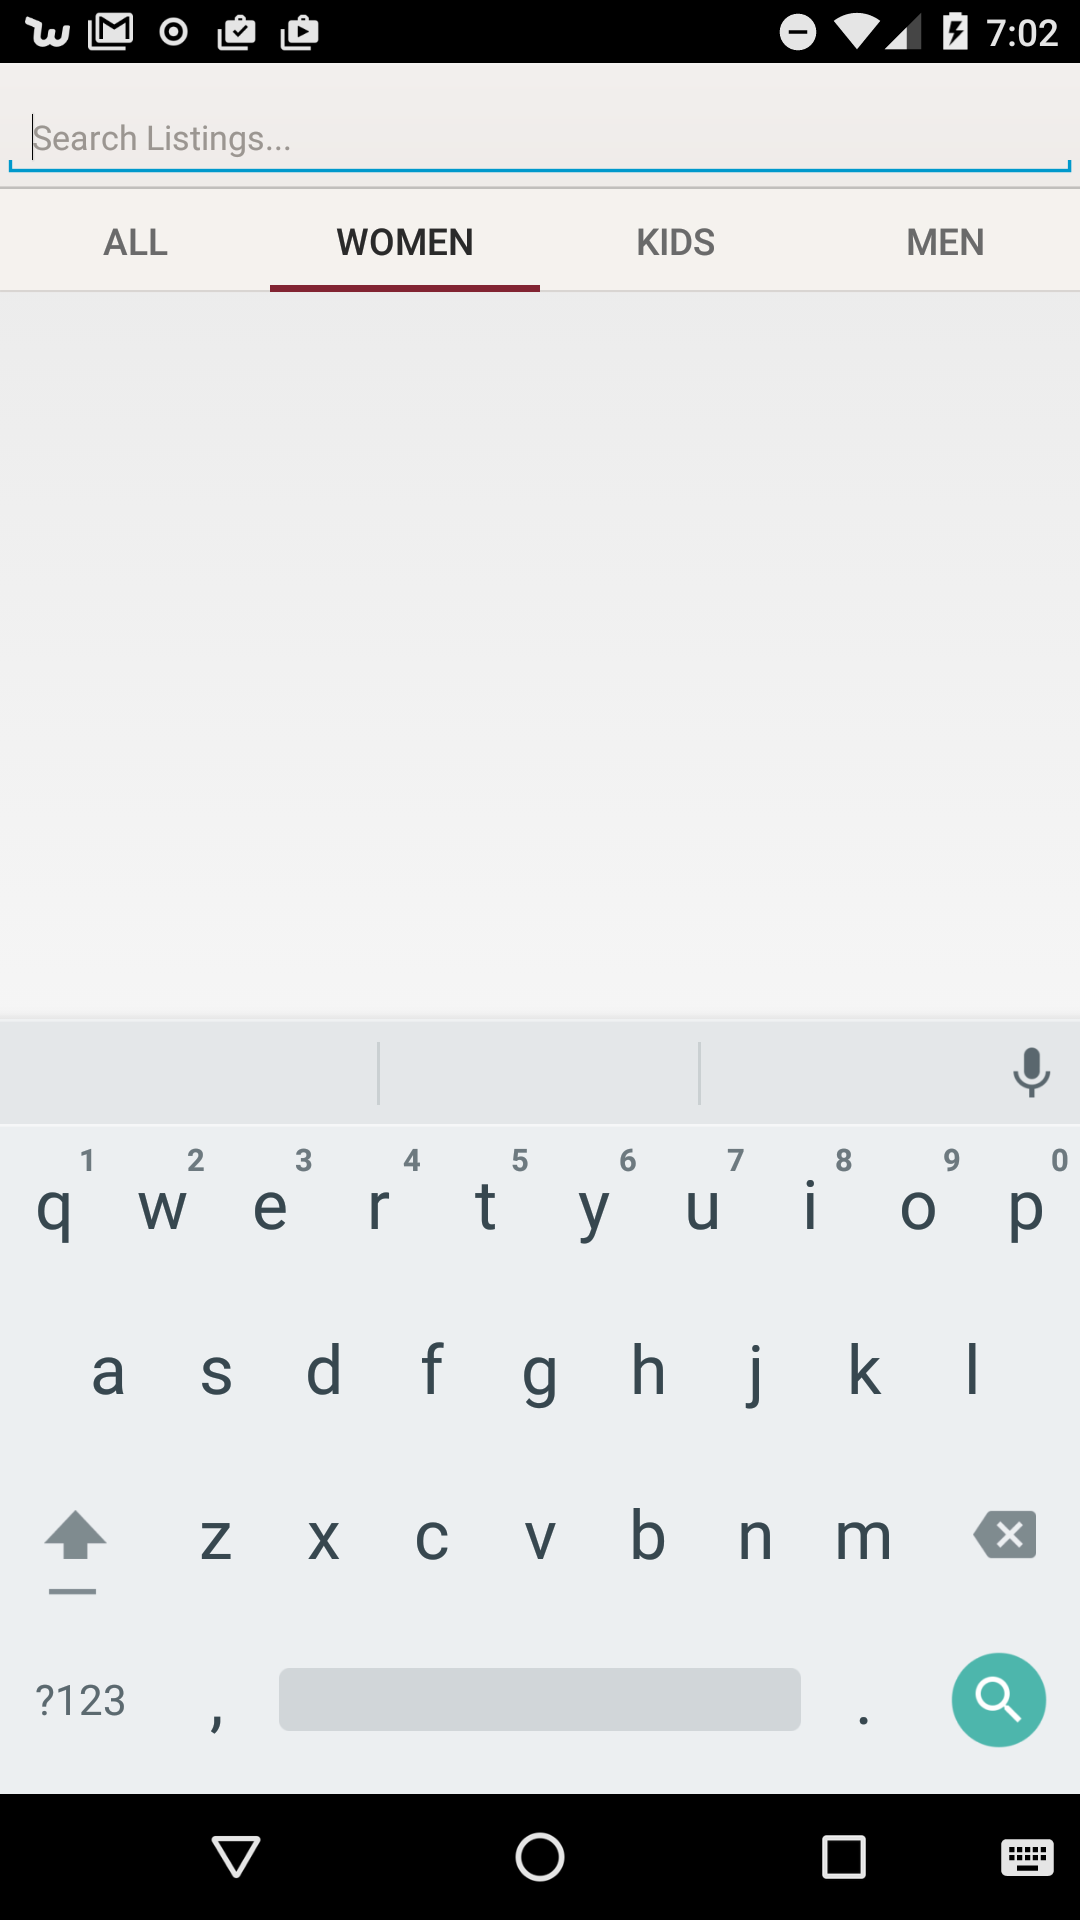 7:02
Search Listings...
ALL WOMEN KIDS MEN
1 2 3 4 5 6 7 8 9 0
q w e r t y u i o p
a s d f g h j k l
z x c v b n m
?123 , .